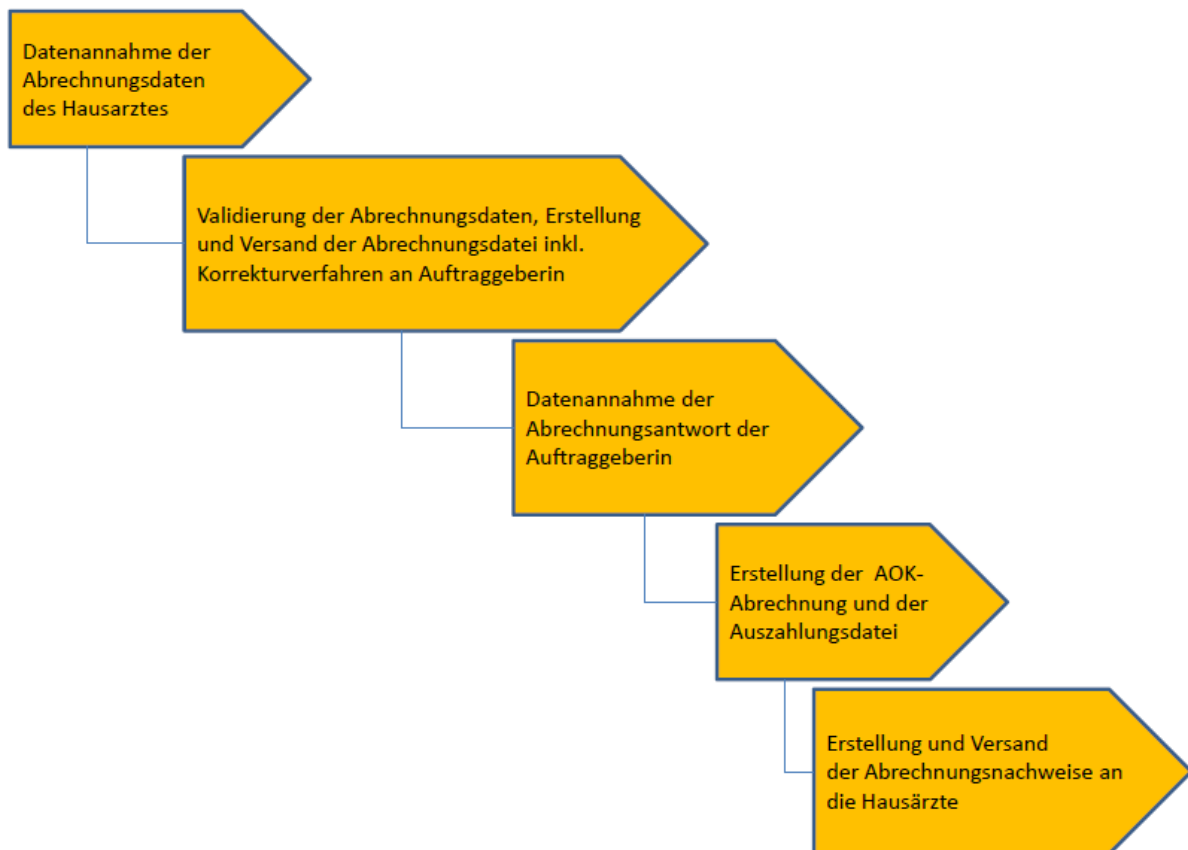 Datenannahme der
Abrechnungsdaten
des Hausarztes
Validierung der Abrechnungsdaten, Erstellung
und Versand der Abrechnungsdatei inkl.
Korrekturverfahren an Auftraggeberin
Datenannahme der
Abrechnungsantwort der
Auftraggeberin
Erstellung der AOK-
Abrechnung und der
Auszahlungsdatei
Erstellung und Versand
der Abrechnungsnachweise an
die Hausärzte